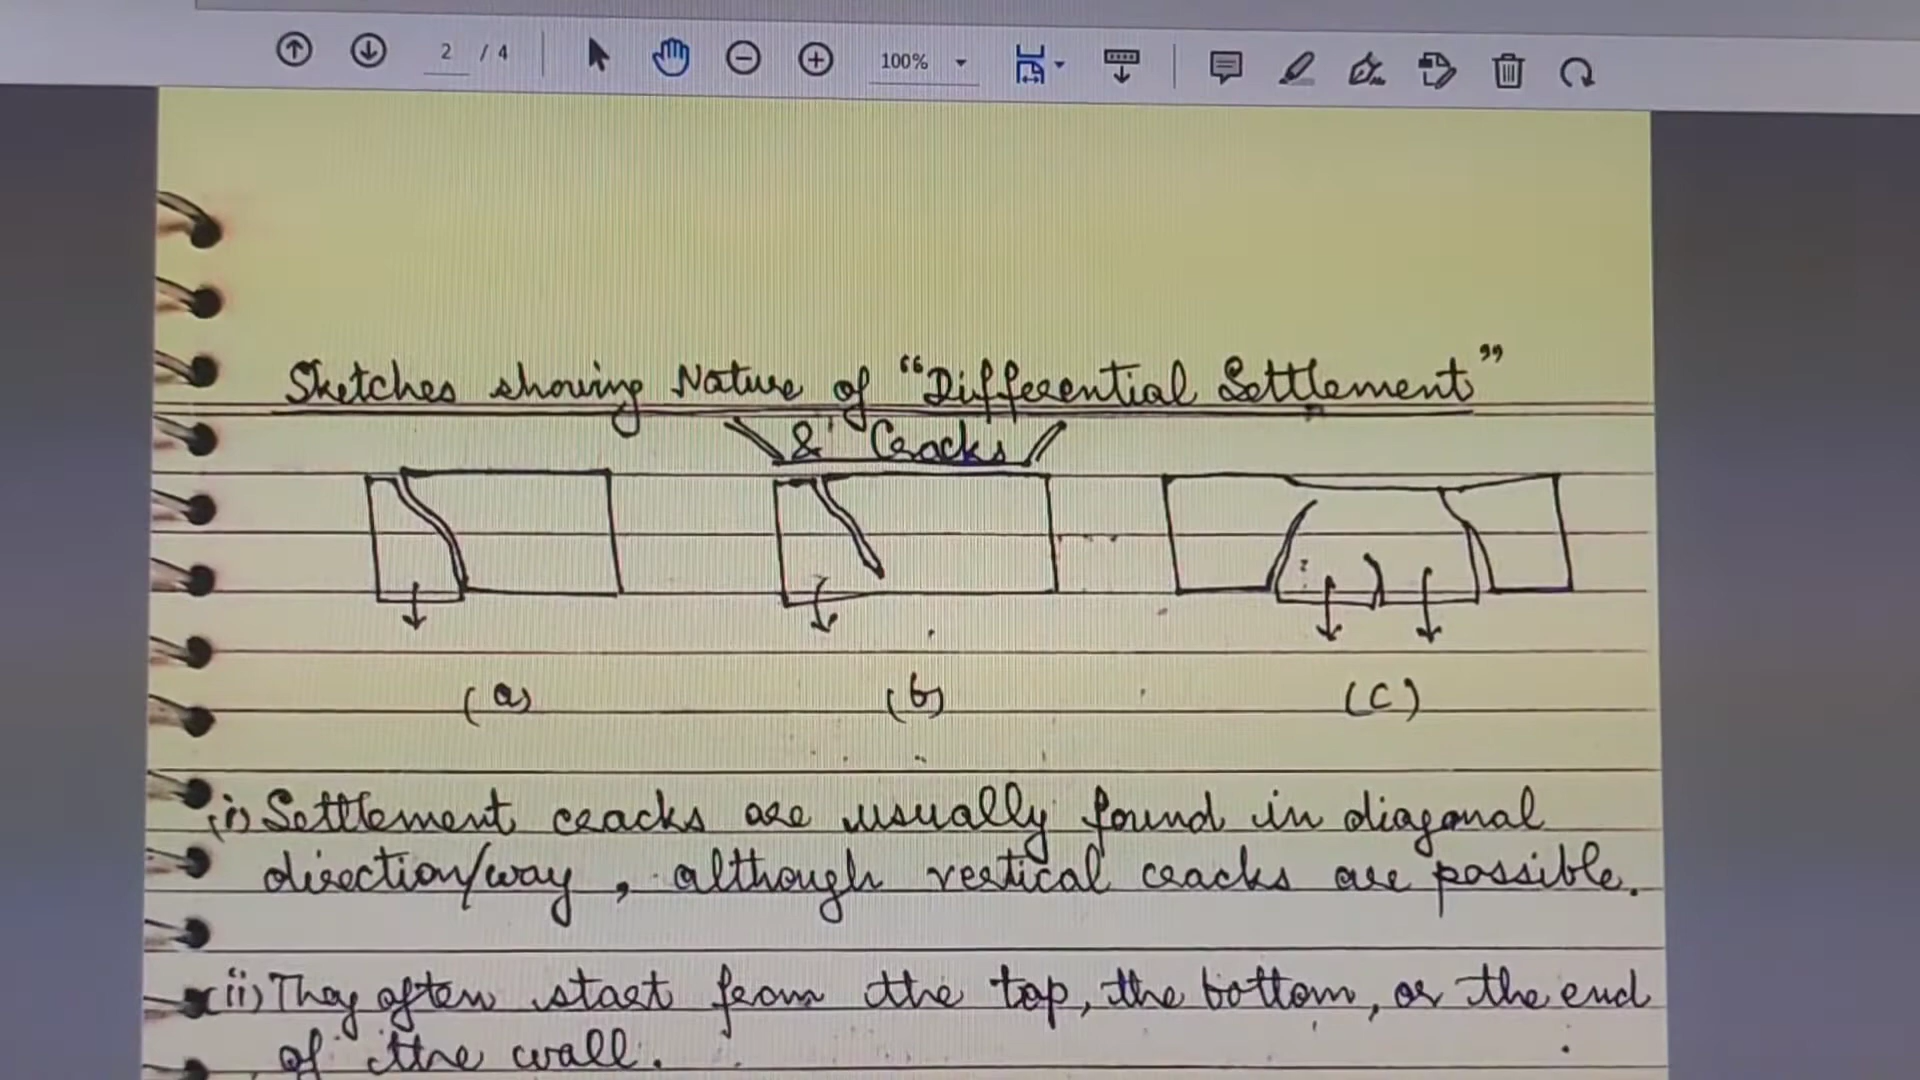 2 / 4 100%
Sketches showing Nature of "Differential Settlement"
& Cracks
(a) (b) (c)
(i) Settlement cracks are usually found in diagonal
direction/way, although vertical cracks are possible.
(ii) They often start from the top, the bottom, or the end
of the wall.